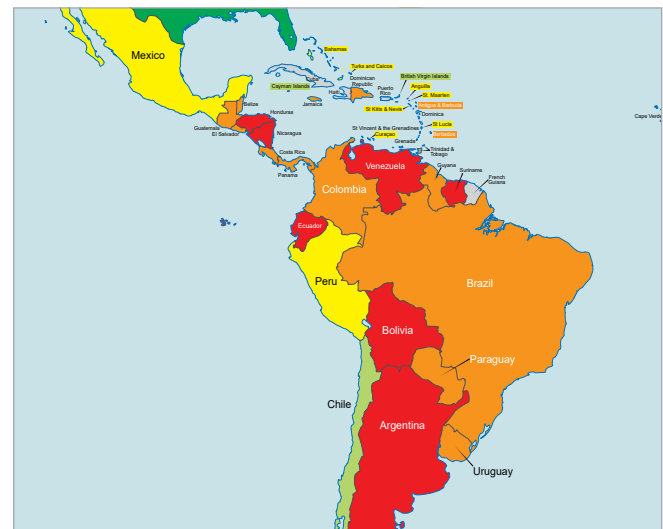 Mexico
Bahamas
Turks and Caicos
Cuba
Dominican
Republic
British Virgin Islands
Cayman Islands
Haiti
Puerto
Rico
Anguilla
St. Maarten
Jamaica
Belize
St Kitts & Nevis
Antigue & Barbuda
Honduras
Dominica
Cape Verde
Guatemala
El Salvador
Nicaragua
St Vincent & the Grenadines
St Lucia
Curaçao
Barbados
Grenada
Costa Rica
Trinidad &
Tobago
Panama
Venezuela
Guyana
Suriname
French
Guiana
Colombia
Ecuador
Peru
Brazil
Bolivia
Paraguay
Chile
Argentina
Uruguay